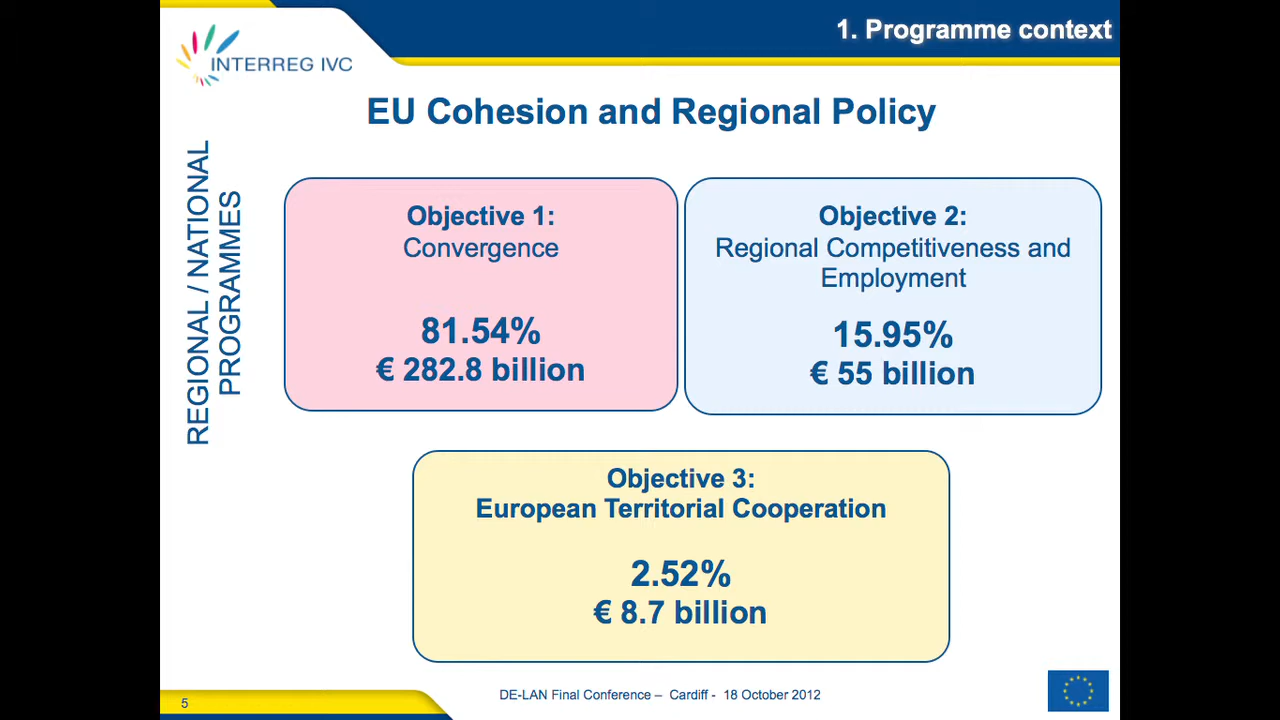 1. Programme context
INTERREG IVC
EU Cohesion and Regional Policy
REGIONAL / NATIONAL
PROGRAMMES
Objective 1:
Convergence
81.54%
€ 282.8 billion
Objective 2:
Regional Competitiveness and
Employment
15.95%
€ 55 billion
Objective 3:
European Territorial Cooperation
2.52%
€ 8.7 billion
5
DE-LAN Final Conference – Cardiff - 18 October 2012